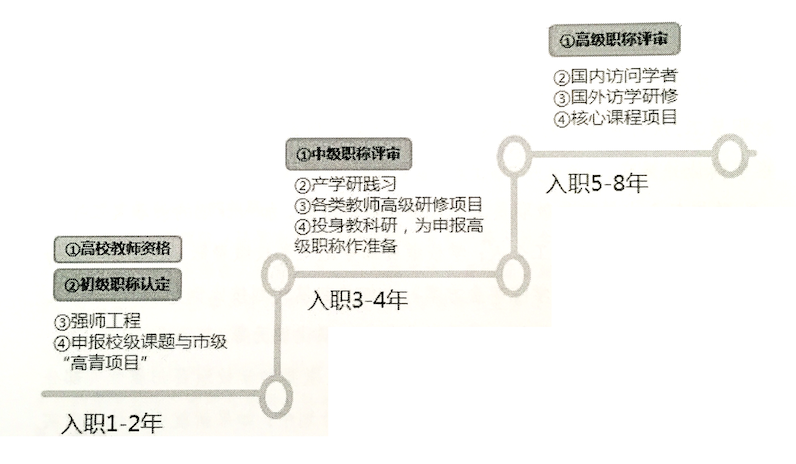 ①高级职称评审
②国内访问学者
③国外访学研修
④核心课程项目
入职5-8年
①中级职称评审
②产学研践习
③各类教师高级研修项目
④投身教科研，为申报高
级职称作准备
入职3-4年
①高校教师资格
②初级职称认定
③强师工程
④申报校级课题与市级
“高青项目”
入职1-2年